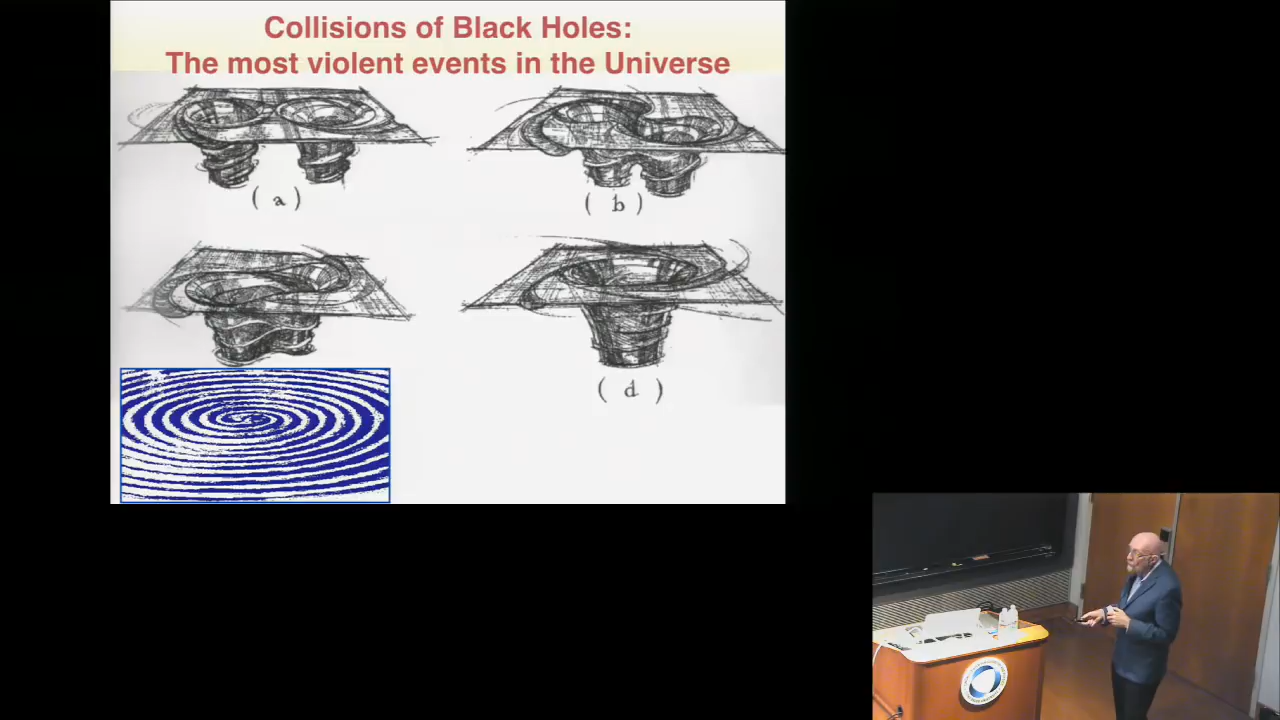 Collisions of Black Holes:
The most violent events in the Universe
( a )
( b )
( d )